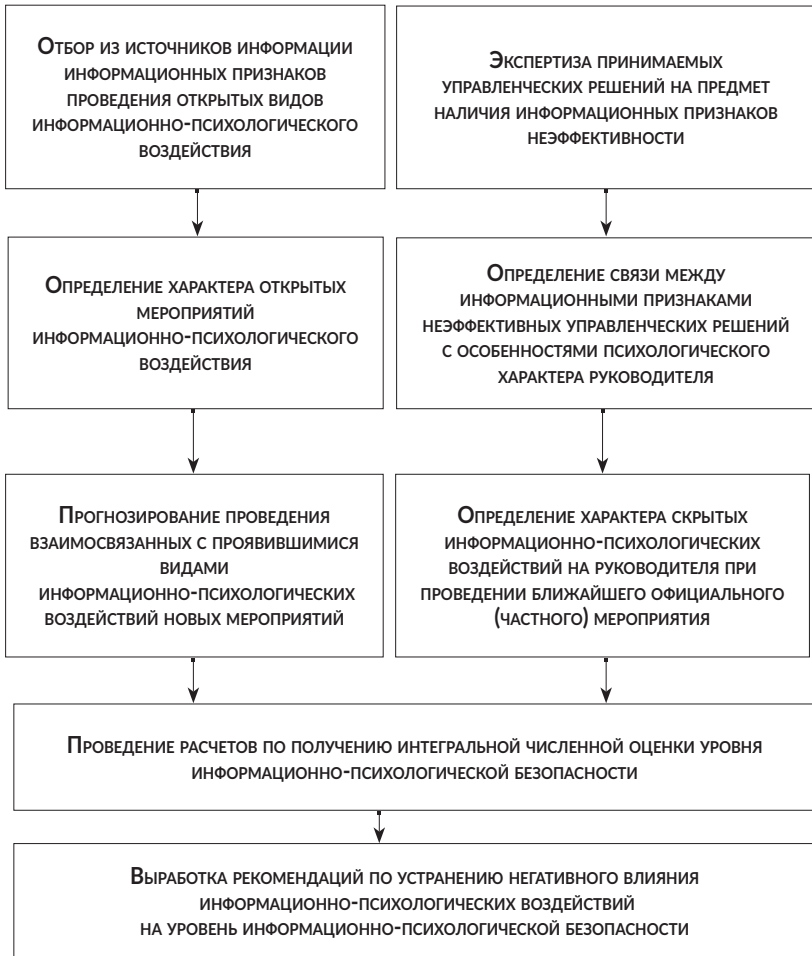 Отбор из источников информации
информационных признаков
проведения открытых видов
информационно-психологического
воздействия
Экспертиза принимаемых
управленческих решений на предмет
наличия информационных признаков
неэффективности
Определение характера открытых
мероприятий
информационно-психологического
воздействия
Определение связи между
информационными признаками
неэффективных управленческих решений
с особенностями психологического
характера руководителя
Прогнозирование проведения
взаимосвязанных с проявившимися
видами
информационно-психологических
воздействий новых мероприятий
Определение характера скрытых
информационно-психологических
воздействий на руководителя при
проведении ближайшего официального
(частного) мероприятия
Проведение расчетов по получению интегральной численной оценки уровня
информационно-психологической безопасности
Выработка рекомендаций по устранению негативного влияния
информационно-психологических воздействий
на уровень информационно-психологической безопасности